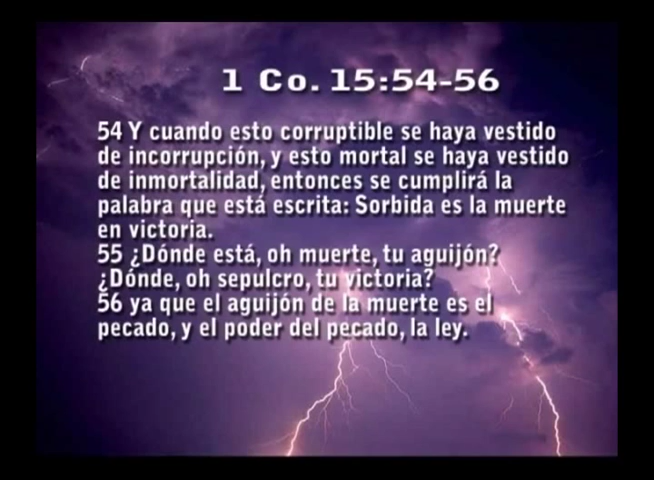 1 Co. 15:54-56
54 Y cuando esto corruptible se haya vestido
de incorrupción, y esto mortal se haya vestido
de inmortalidad, entonces se cumplirá la
palabra que está escrita: Sorbida es la muerte
en victoria.
55 ¿Dónde está, oh muerte, tu aguijón?
¿Dónde, oh sepulcro, tu victoria?
56 ya que el aguijón de la muerte es el
pecado, y el poder del pecado, la ley.